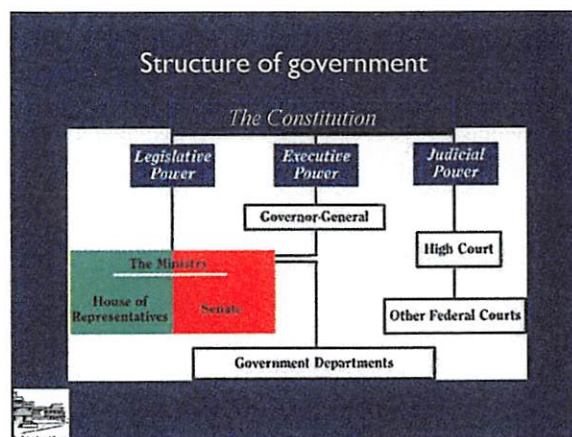 Structure of government
The Constitution
Legislative
Power
Executive
Power
Judicial
Power
Governor-General
High Court
The Ministry
House of
Representatives
Senate
Other Federal Courts
Government Departments